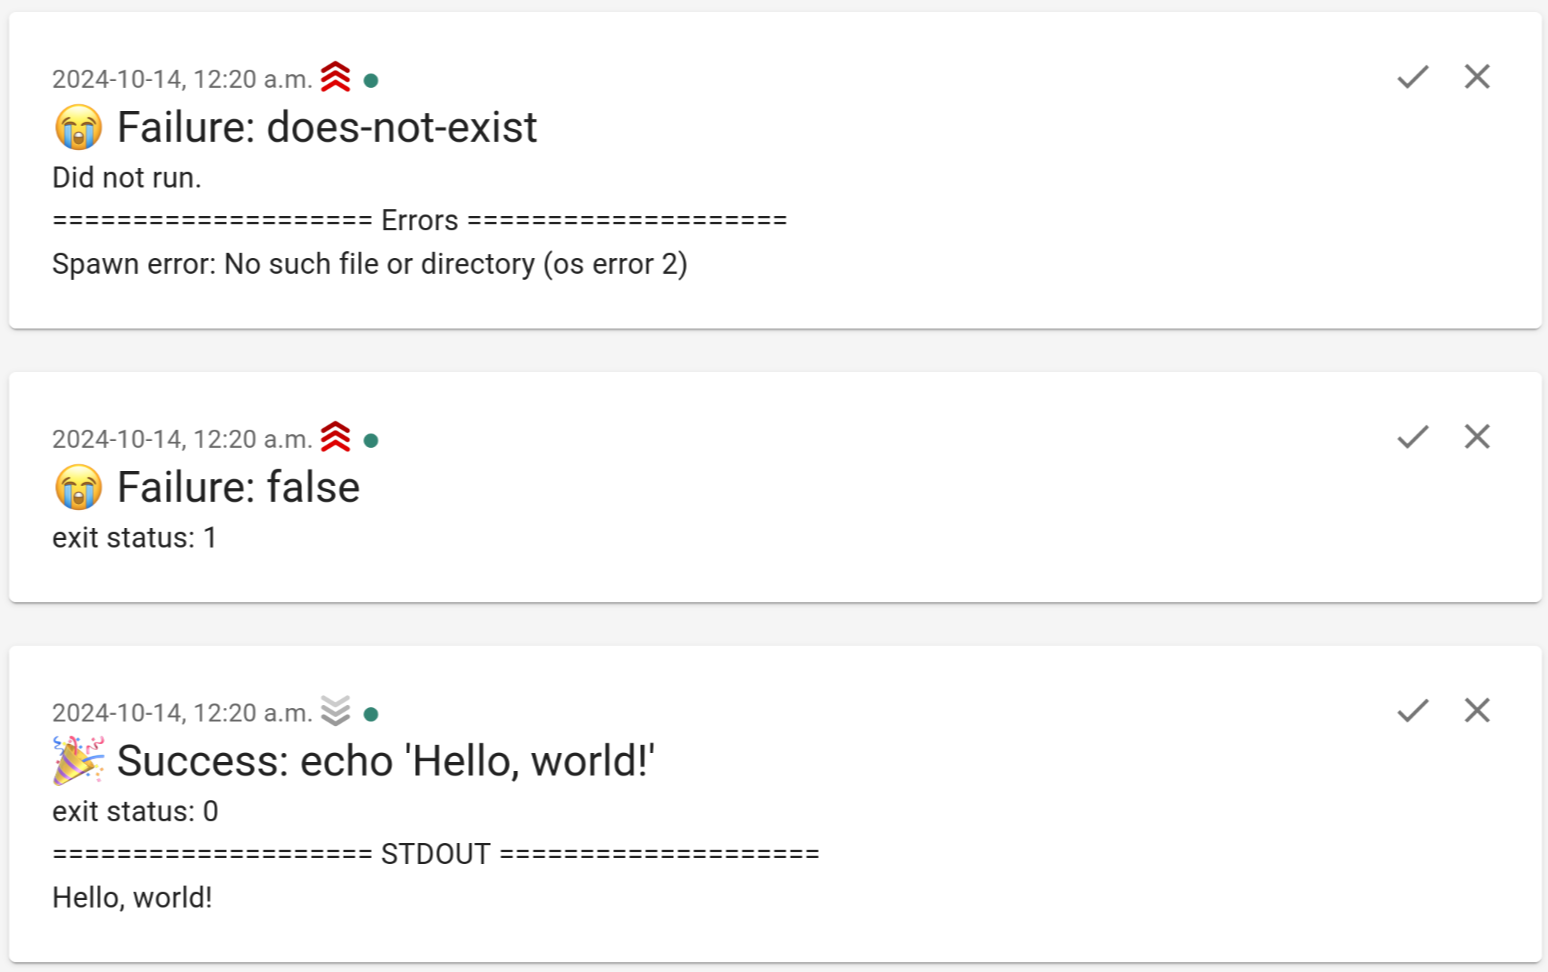 2024-10-14, 12:20 a.m.
😭 Failure: does-not-exist
Did not run.
==================== Errors ====================
Spawn error: No such file or directory (os error 2)
2024-10-14, 12:20 a.m.
😭 Failure: false
exit status: 1
2024-10-14, 12:20 a.m.
🎉 Success: echo 'Hello, world!'
exit status: 0
==================== STDOUT ====================
Hello, world!